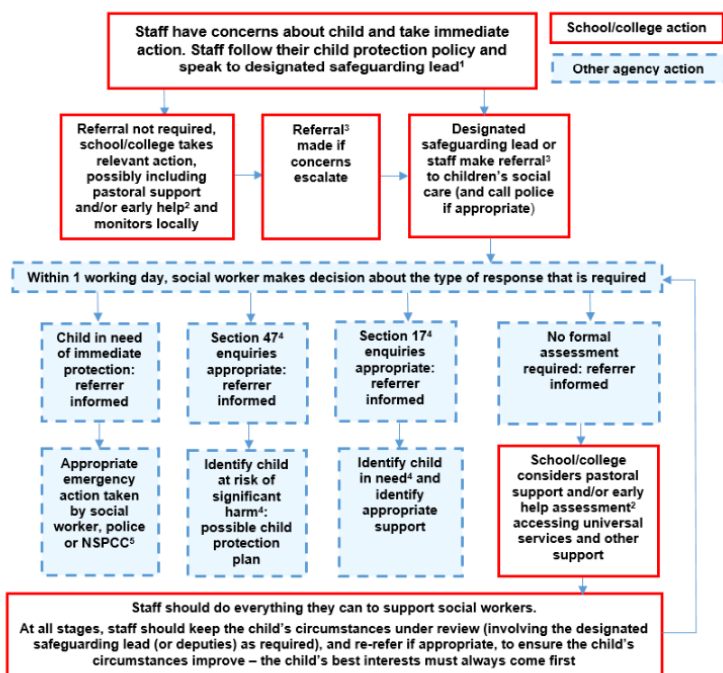 Staff have concerns about child and take immediate
action. Staff follow their child protection policy and
speak to designated safeguarding lead¹
School/college action
Other agency action
Referral not required,
school/college takes
relevant action,
possibly including
pastoral support
and/or early help² and
monitors locally
Referral³
made if
concerns
escalate
Designated
safeguarding lead or
staff make referral³
to children's social
care (and call police
if appropriate)
Within 1 working day, social worker makes decision about the type of response that is required
Child in need
of immediate
protection:
referrer
informed
Section 47⁴
enquiries
appropriate:
referrer
informed
Section 17⁴
enquiries
appropriate:
referrer
informed
No formal
assessment
required: referrer
informed
Appropriate
emergency
action taken
by social
worker, police
or NSPCC⁵
Identify child
at risk of
significant
harm⁴:
possible child
protection
plan
Identify child
in need⁴ and
identify
appropriate
support
School/college
considers pastoral
support and/or early
help assessment²
accessing universal
services and other
support
Staff should do everything they can to support social workers.
At all stages, staff should keep the child's circumstances under review (involving the designated
safeguarding lead (or deputies) as required), and re-refer if appropriate, to ensure the child's
circumstances improve – the child's best interests must always come first